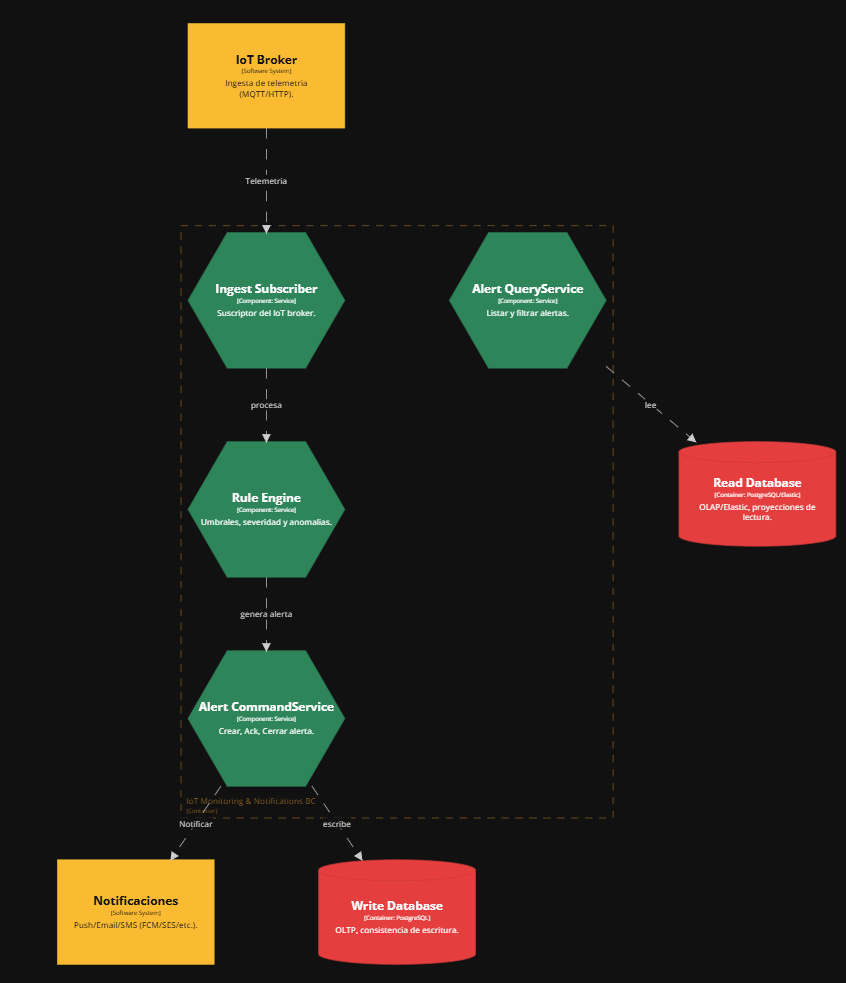 IoT Broker
[Software System]
Ingesta de telemetría
(MQTT/HTTP).
Telemetría
Ingest Subscriber
[Component: Service]
Suscriptor del IoT broker.
Alert QueryService
[Component: Service]
Listar y filtrar alertas.
procesa
lee
Rule Engine
[Component: Service]
Umbrales, severidad y anomalías.
Read Database
[Container: PostgreSQL/Elastic]
OLAP/Elastic, proyecciones de
lectura.
genera alerta
Alert CommandService
[Component: Service]
Crear, Ack, Cerrar alerta.
IoT Monitoring & Notifications BC
[Container]
Notificar
escribe
Notificaciones
[Software System]
Push/Email/SMS (FCM/SES/etc.).
Write Database
[Container: PostgreSQL]
OLTP, consistencia de escritura.